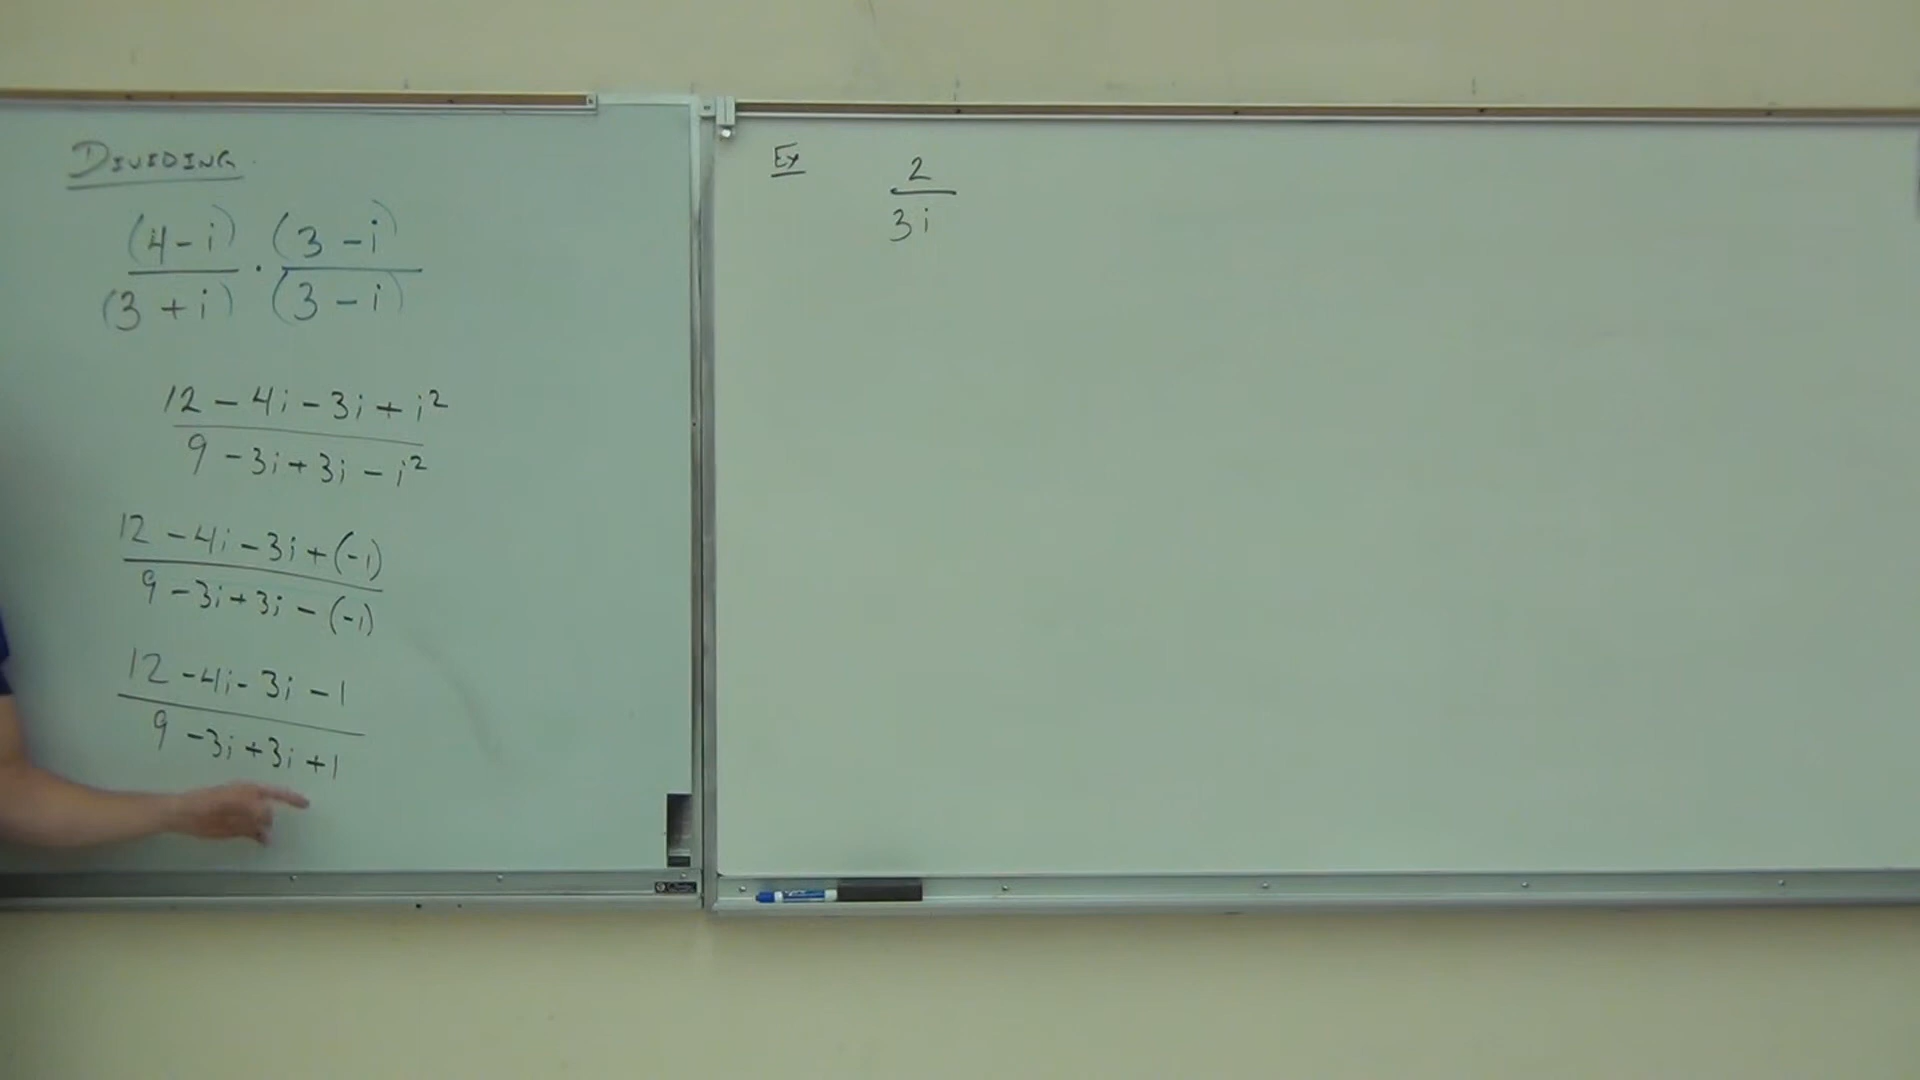 DIVIDING.
(4-i)/(3+i) · (3-i)/(3-i)
12-4i-3i+i²
9-3i+3i-i²
12-4i-3i+(-1)
9-3i+3i-(-1)
12-4i-3i-1
9-3i+3i+1
Ex
2
3i